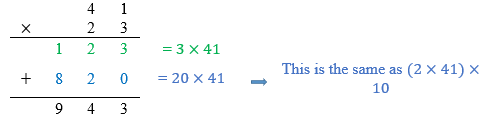 4 1
× 2 3
1 2 3 = 3 × 41
+ 8 2 0 = 20 × 41
This is the same as (2 × 41) ×
10
9 4 3